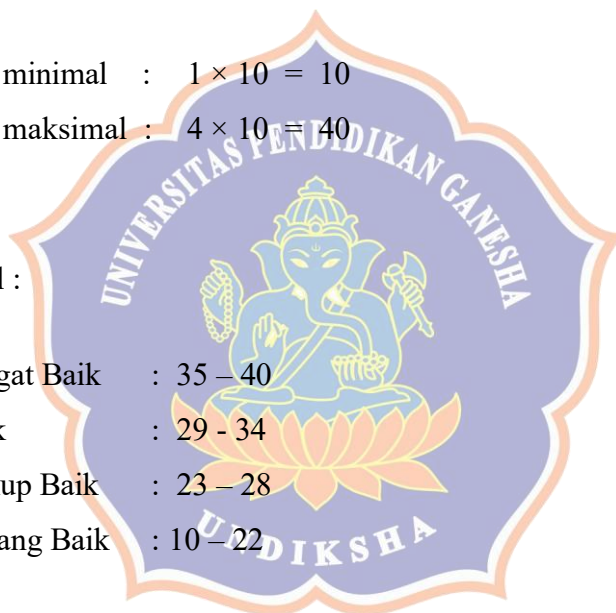 minimal : 1 × 10 = 10
maksimal : 4 × 10 = 40
UNIVERSITAS PENDIDIKAN GANESHA
l :
gat Baik : 35 – 40
k : 29 - 34
up Baik : 23 – 28
ang Baik : 10 – 22
UNDIKSHA